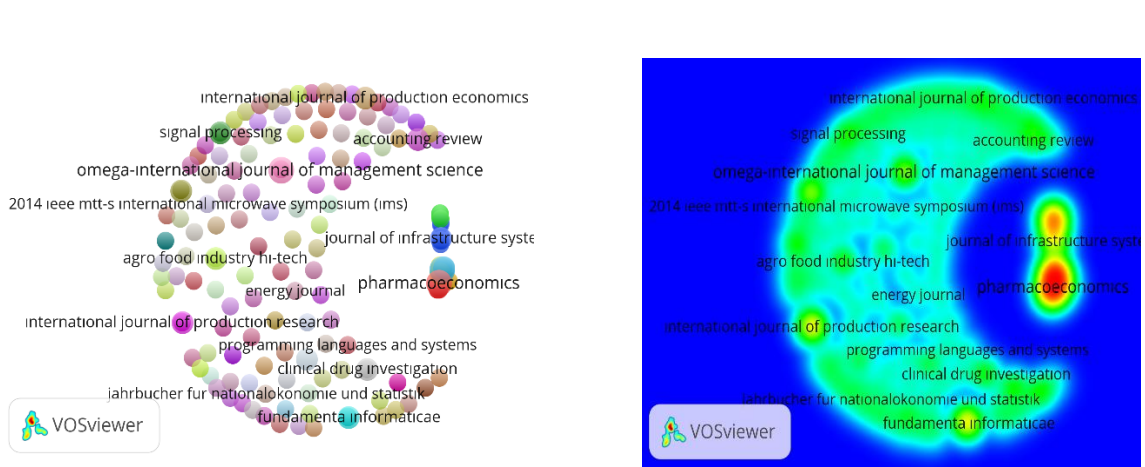 international journal of production economics
signal processing
accounting review
omega-international journal of management science
2014 ieee mtt-s international microwave symposium (ims)
journal of infrastructure syste
agro food industry hi-tech
pharmacoeconomics
energy journal
international journal of production research
programming languages and systems
clinical drug investigation
jahrbucher fur nationalokonomie und statistik
fundamenta informaticae
VOSviewer
international journal of production economics
signal processing
accounting review
omega-international journal of management science
2014 ieee mtt-s international microwave symposium (ims)
journal of infrastructure syste
agro food industry hi-tech
pharmacoeconomics
energy journal
international journal of production research
programming languages and systems
clinical drug investigation
jahrbucher fur nationalokonomie und statistik
fundamenta informaticae
VOSviewer